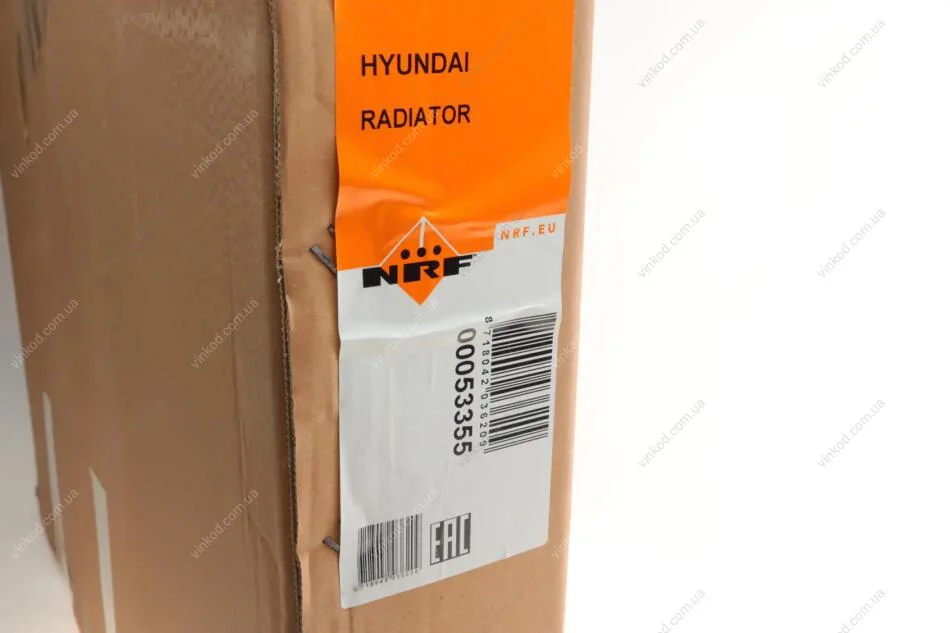 HYUNDAI
RADIATOR
NRF.EU
NRF
8718042036209
00053355
EAC
vinkod.com.ua